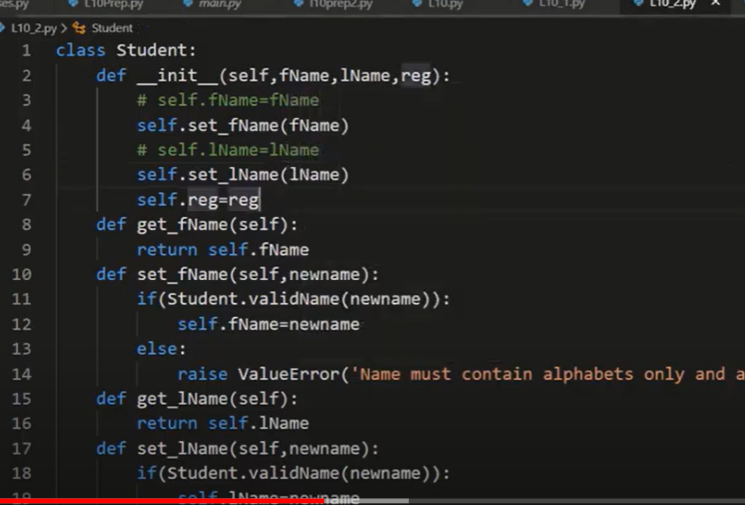 L10Prep.py main.py l10prep2.py L10.py L10_1.py L10_2.py ×
L10_2.py > Student
1 class Student:
2 def __init__(self,fName,lName,reg):
3 # self.fName=fName
4 self.set_fName(fName)
5 # self.lName=lName
6 self.set_lName(lName)
7 self.reg=reg
8 def get_fName(self):
9 return self.fName
10 def set_fName(self,newname):
11 if(Student.validName(newname)):
12 self.fName=newname
13 else:
14 raise ValueError('Name must contain alphabets only and a
15 def get_lName(self):
16 return self.lName
17 def set_lName(self,newname):
18 if(Student.validName(newname)):
19 self.lName=newname